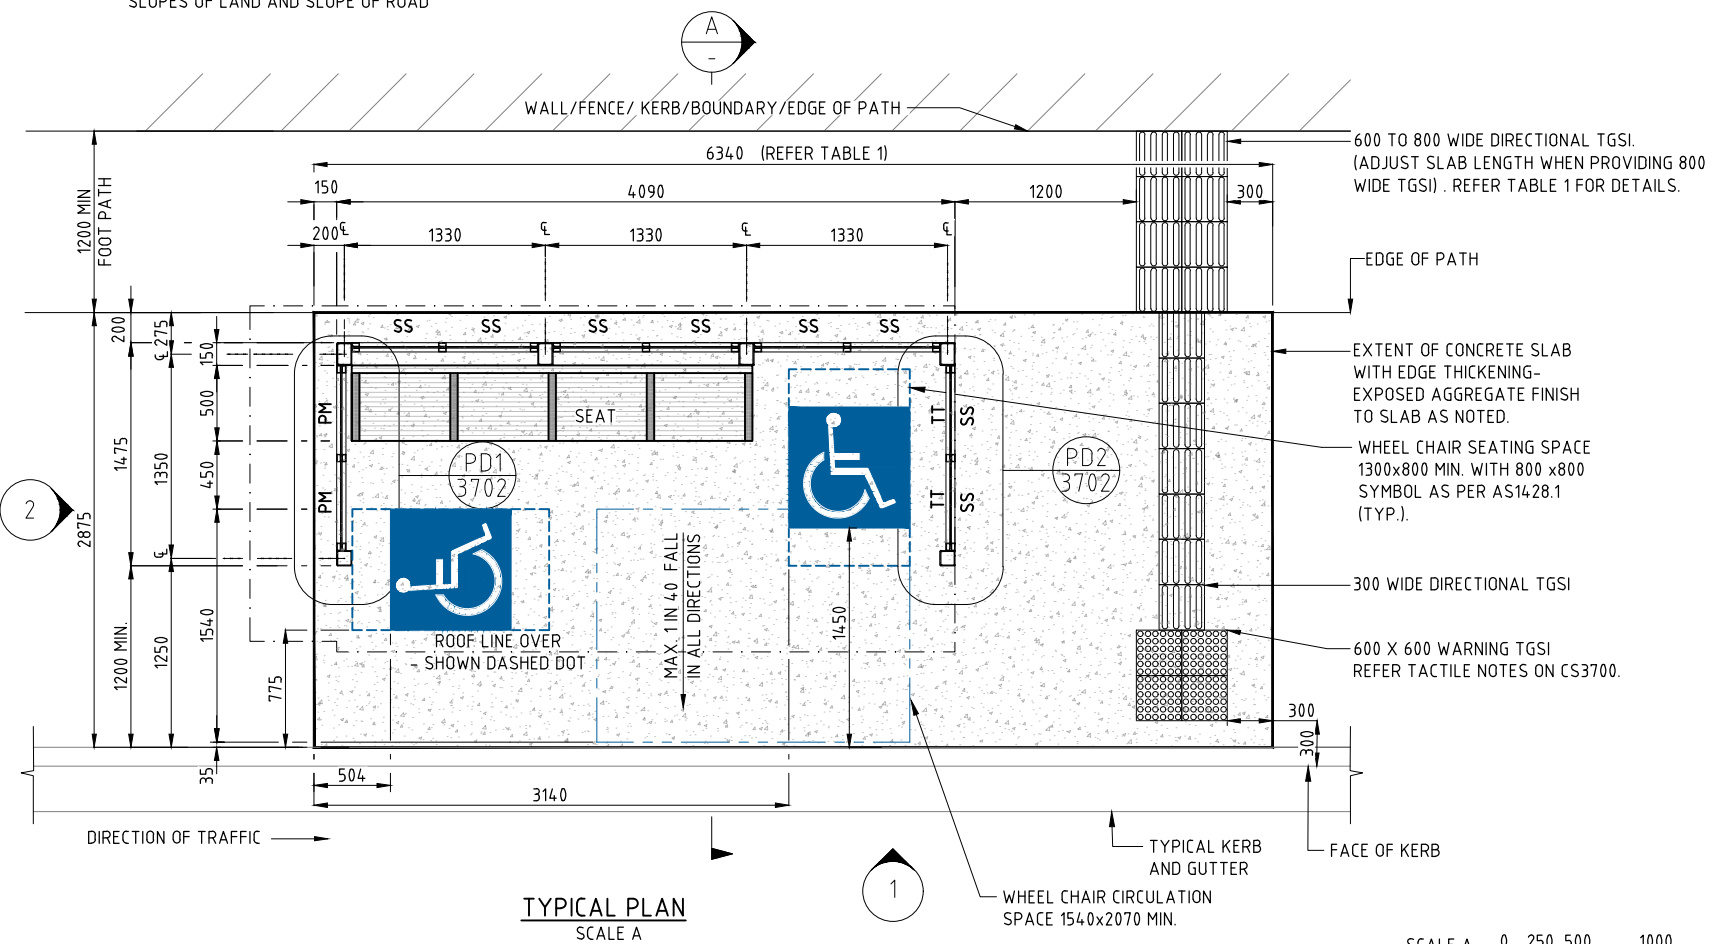 SLOPES OF LAND AND SLOPE OF ROAD
A
-
WALL/FENCE/ KERB/BOUNDARY/EDGE OF PATH
6340 (REFER TABLE 1)
150
4090
1200
300
200
℄
1330
℄
1330
℄
1330
℄
1200 MIN
FOOT PATH
600 TO 800 WIDE DIRECTIONAL TGSI.
(ADJUST SLAB LENGTH WHEN PROVIDING 800
WIDE TGSI) . REFER TABLE 1 FOR DETAILS.
EDGE OF PATH
EXTENT OF CONCRETE SLAB
WITH EDGE THICKENING-
EXPOSED AGGREGATE FINISH
TO SLAB AS NOTED.
WHEEL CHAIR SEATING SPACE
1300x800 MIN. WITH 800 x800
SYMBOL AS PER AS1428.1
(TYP.).
300 WIDE DIRECTIONAL TGSI
600 X 600 WARNING TGSI
REFER TACTILE NOTES ON CS3700.
SS SS SS SS SS SS
200
275
℄
150
500
1475
1350
450
2875
℄
1540
1200 MIN.
1250
775
35
PM
PM
SEAT
TT
SS
TT
SS
PD1
3702
PD2
3702
2
MAX. 1 IN 40 FALL
IN ALL DIRECTIONS
1450
ROOF LINE OVER
SHOWN DASHED DOT
300
300
504
3140
DIRECTION OF TRAFFIC
TYPICAL KERB
AND GUTTER
FACE OF KERB
1
WHEEL CHAIR CIRCULATION
SPACE 1540x2070 MIN.
TYPICAL PLAN
SCALE A
SCALE A 0 250 500 1000